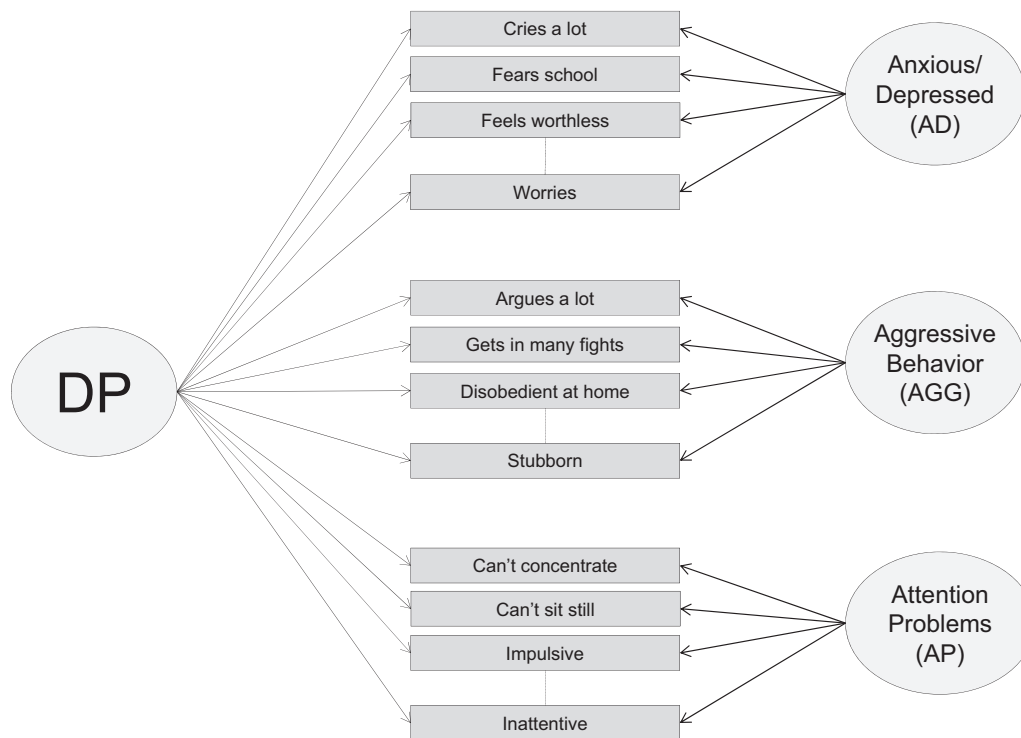 Cries a lot
Fears school
Feels worthless
Worries
Anxious/
Depressed
(AD)
DP
Argues a lot
Gets in many fights
Disobedient at home
Stubborn
Aggressive
Behavior
(AGG)
Can't concentrate
Can't sit still
Impulsive
Inattentive
Attention
Problems
(AP)